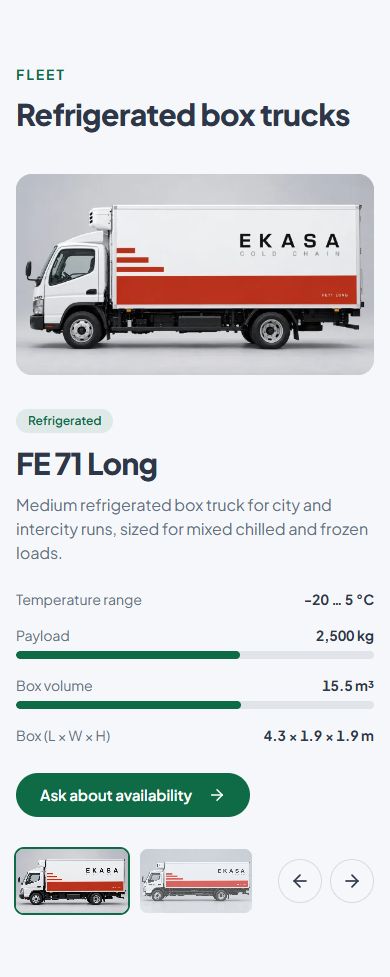 FLEET
Refrigerated box trucks
EKASA
COLD CHAIN
FE71 LONG
Refrigerated
FE 71 Long
Medium refrigerated box truck for city and
intercity runs, sized for mixed chilled and frozen
loads.
Temperature range -20 ... 5 °C
Payload 2,500 kg
Box volume 15.5 m³
Box (L × W × H) 4.3 × 1.9 × 1.9 m
Ask about availability
EKASA
EKASA